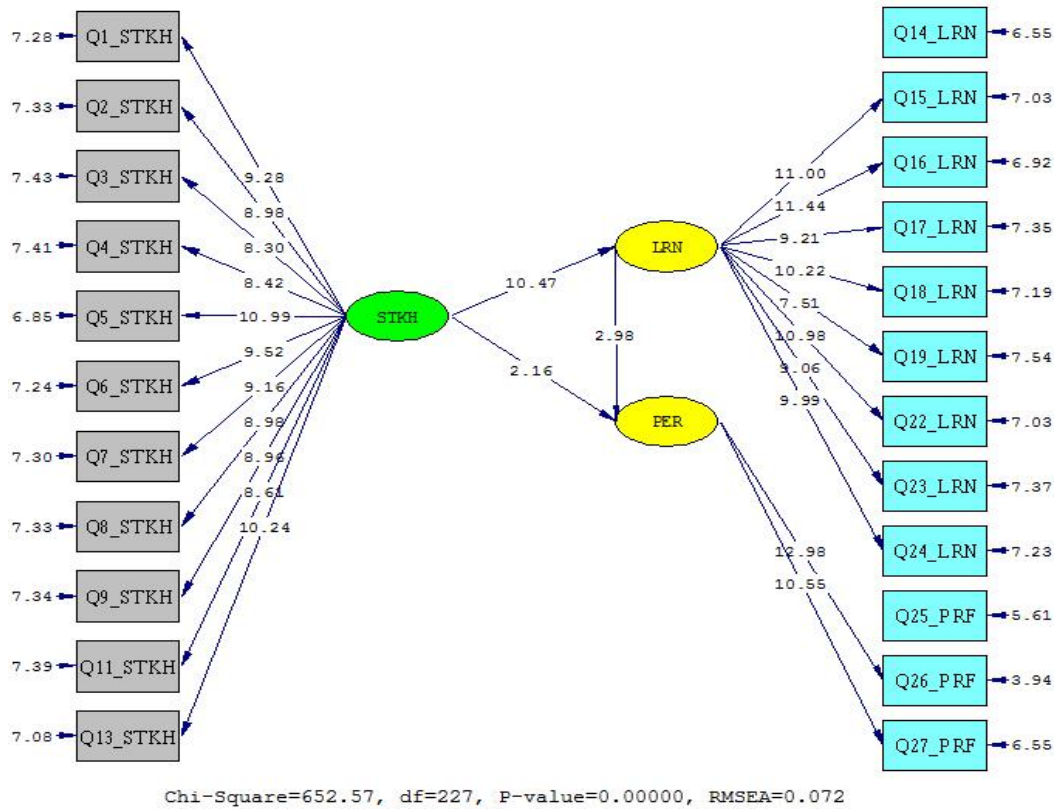 7.28 Q1_STKH
7.33 Q2_STKH
7.43 Q3_STKH
7.41 Q4_STKH
6.85 Q5_STKH
7.24 Q6_STKH
7.30 Q7_STKH
7.33 Q8_STKH
7.34 Q9_STKH
7.39 Q11_STKH
7.08 Q13_STKH
9.28
8.98
8.30
8.42
10.99
9.52
9.16
8.98
8.96
8.61
10.24
STKH
10.47
2.16
LRN
2.98
PER
11.00
11.44
9.21
10.22
7.51
10.98
9.06
9.99
12.98
10.55
Q14_LRN 6.55
Q15_LRN 7.03
Q16_LRN 6.92
Q17_LRN 7.35
Q18_LRN 7.19
Q19_LRN 7.54
Q22_LRN 7.03
Q23_LRN 7.37
Q24_LRN 7.23
Q25_PRF 5.61
Q26_PRF 3.94
Q27_PRF 6.55
Chi-Square=652.57, df=227, P-value=0.00000, RMSEA=0.072